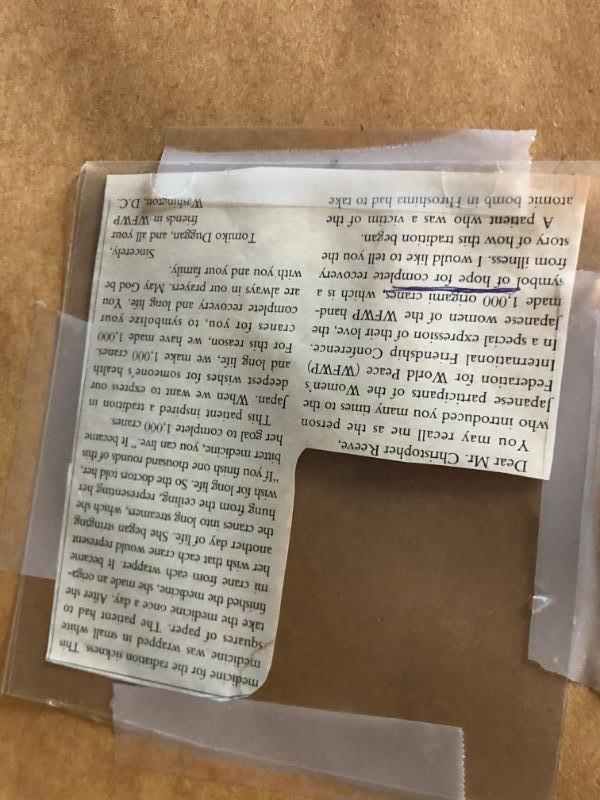 Dear Mr. Christopher Reeve,
You may recall me as the person
who introduced you many times to the
Japanese participants of the Women's
Federation for World Peace (WFWP)
International Friendship Conference.
In a special expression of their love, the
Japanese women of the WFWP hand-
made 1,000 origami cranes, which is a
symbol of hope for complete recovery
from illness. I would like to tell you the
story of how this tradition began.
A patient who was a victim of the
atomic bomb in Hiroshima had to take
medicine for the radiation sickness. This
medicine was wrapped in small white
squares of paper. The patient had to
take the medicine once a day. After she
finished the medicine, she made an origa-
mi crane from each wrapper. It became
her wish that each crane would represent
another day of life. She began stringing
the cranes into long streamers, which she
hung from the ceiling, representing her
wish for long life. So the doctors told her,
"If you finish one thousand rounds of this
bitter medicine, you can live." It became
her goal to complete 1,000 cranes.
This patient inspired a tradition in
Japan. When we want to express our
deepest wishes for someone's health
and long life, we make 1,000 cranes.
For this reason, we have made 1,000
cranes for you, to symbolize your
complete recovery and long life. You
are always in our prayers. May God be
with you and your family.
Sincerely,
Tomiko Duggan, and all your
friends in WFWP
Washington, D.C.